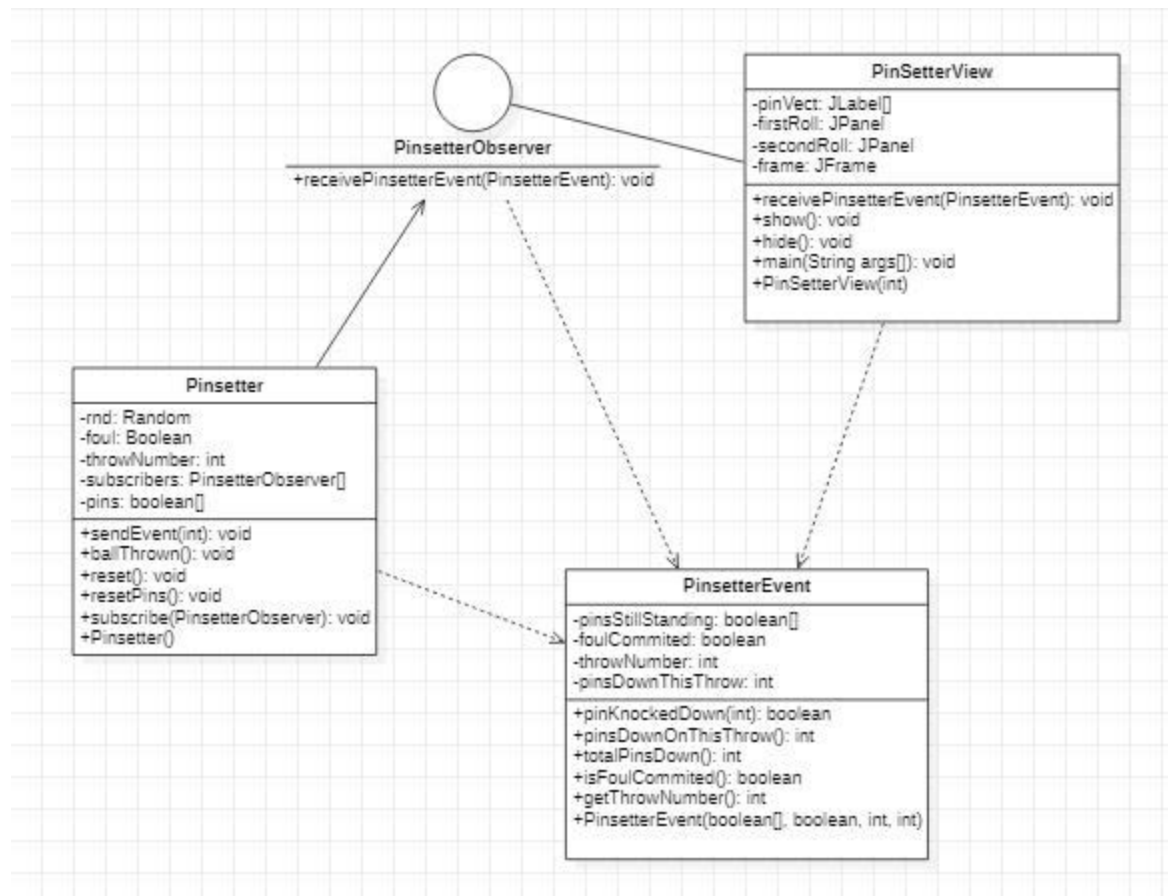 PinsetterObserver
+receivePinsetterEvent(PinsetterEvent): void
PinSetterView
-pinVect: JLabel[]
-firstRoll: JPanel
-secondRoll: JPanel
-frame: JFrame
+receivePinsetterEvent(PinsetterEvent): void
+show(): void
+hide(): void
+main(String args[]): void
+PinSetterView(int)
Pinsetter
-rnd: Random
-foul: Boolean
-throwNumber: int
-subscribers: PinsetterObserver[]
-pins: boolean[]
+sendEvent(int): void
+ballThrown(): void
+reset(): void
+resetPins(): void
+subscribe(PinsetterObserver): void
+Pinsetter()
PinsetterEvent
-pinsStillStanding: boolean[]
-foulCommited: boolean
-throwNumber: int
-pinsDownThisThrow: int
+pinKnockedDown(int): boolean
+pinsDownOnThisThrow(): int
+totalPinsDown(): int
+isFoulCommited(): boolean
+getThrowNumber(): int
+PinsetterEvent(boolean[], boolean, int, int)